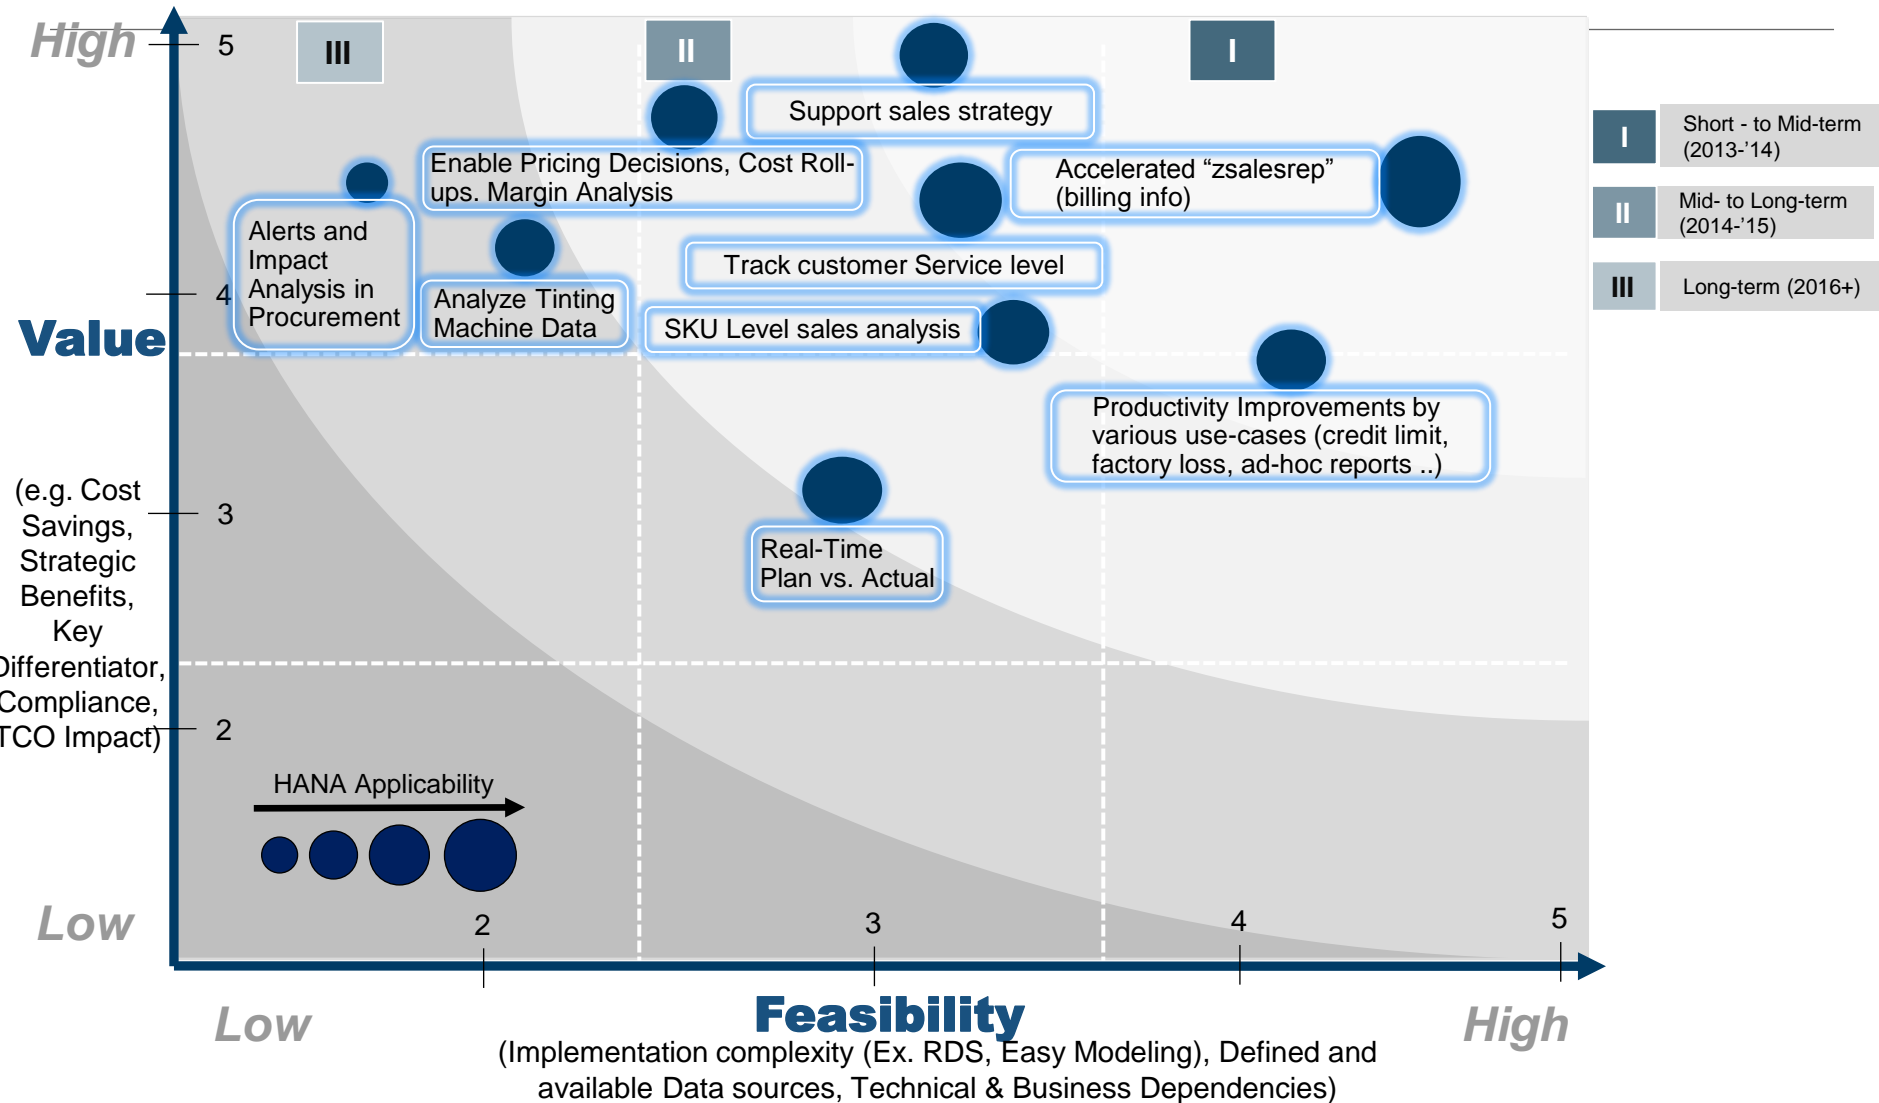 High
5
III
II
I
Support sales strategy
I
Short - to Mid-term
(2013-'14)
Enable Pricing Decisions, Cost Roll-
ups. Margin Analysis
Accelerated “zsalesrep”
(billing info)
II
Mid- to Long-term
(2014-'15)
Alerts and
Impact
Analysis in
Procurement
Track customer Service level
III
Long-term (2016+)
4
Analyze Tinting
Machine Data
SKU Level sales analysis
Value
Productivity Improvements by
various use-cases (credit limit,
factory loss, ad-hoc reports ..)
(e.g. Cost
Savings,
Strategic
Benefits,
Key
Differentiator,
Compliance,
TCO Impact)
3
Real-Time
Plan vs. Actual
2
HANA Applicability
Low
2
3
4
5
Low
Feasibility
High
(Implementation complexity (Ex. RDS, Easy Modeling), Defined and
available Data sources, Technical & Business Dependencies)